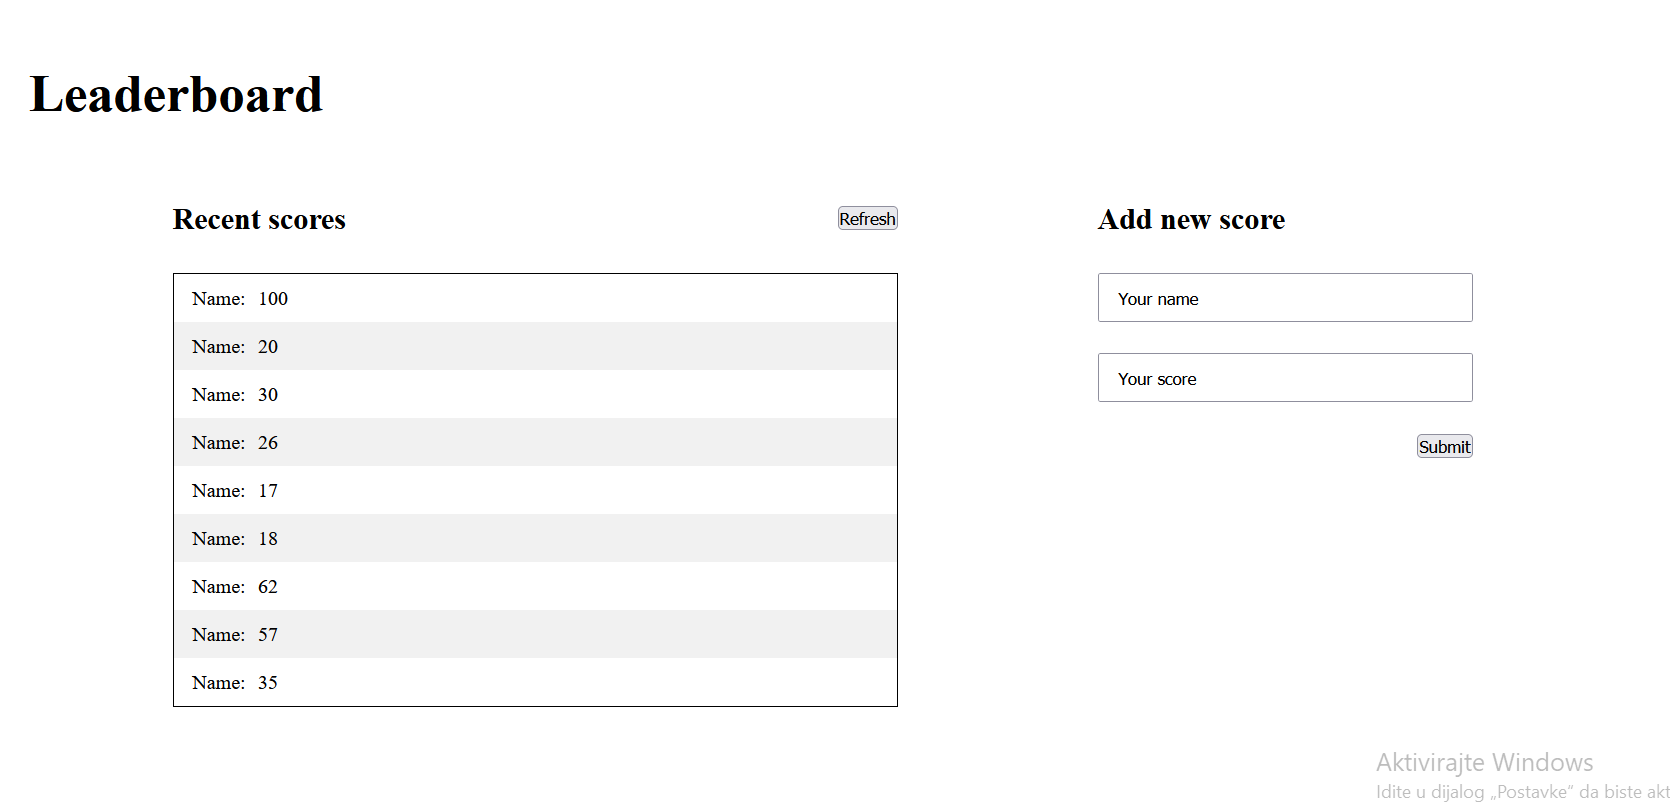 Leaderboard
Recent scores
Refresh
Name: 100
Name: 20
Name: 30
Name: 26
Name: 17
Name: 18
Name: 62
Name: 57
Name: 35
Add new score
Your name
Your score
Submit
Aktivirajte Windows
Idite u dijalog „Postavke“ da biste akt